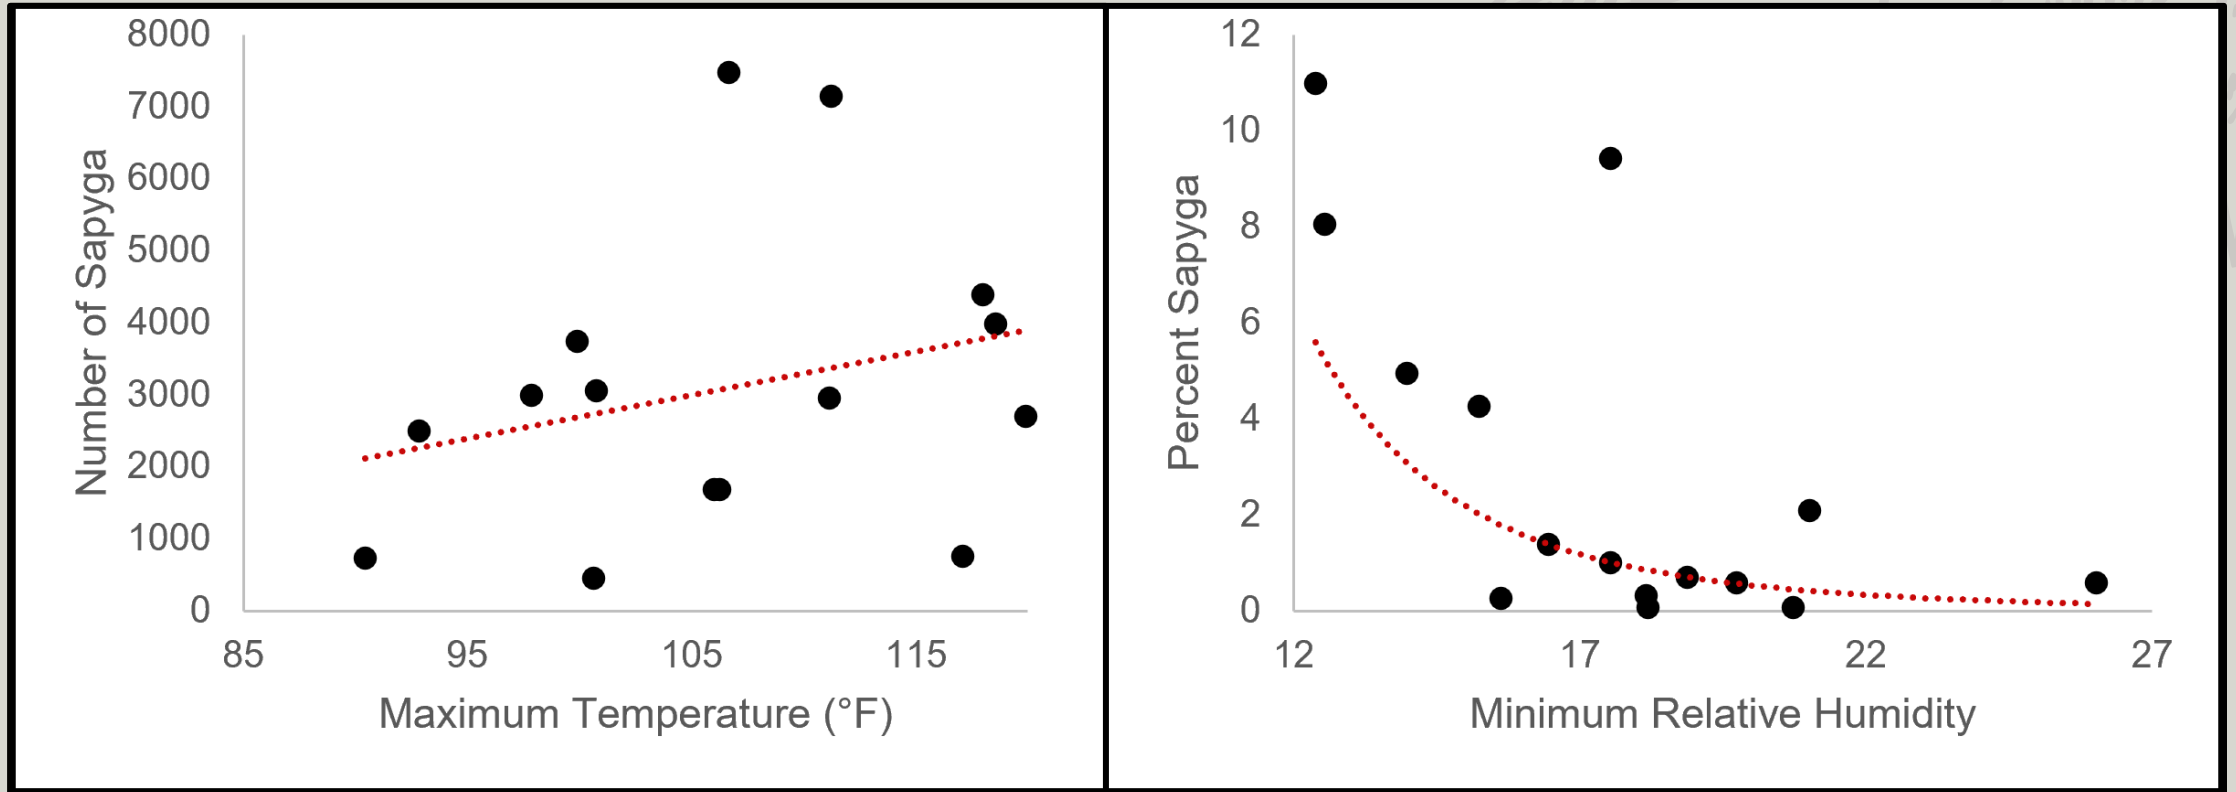 8000
7000
6000
5000
4000
3000
2000
1000
0
Number of Sapyga
85 95 105 115
Maximum Temperature (°F)
12
10
8
6
4
2
0
Percent Sapyga
12 17 22 27
Minimum Relative Humidity